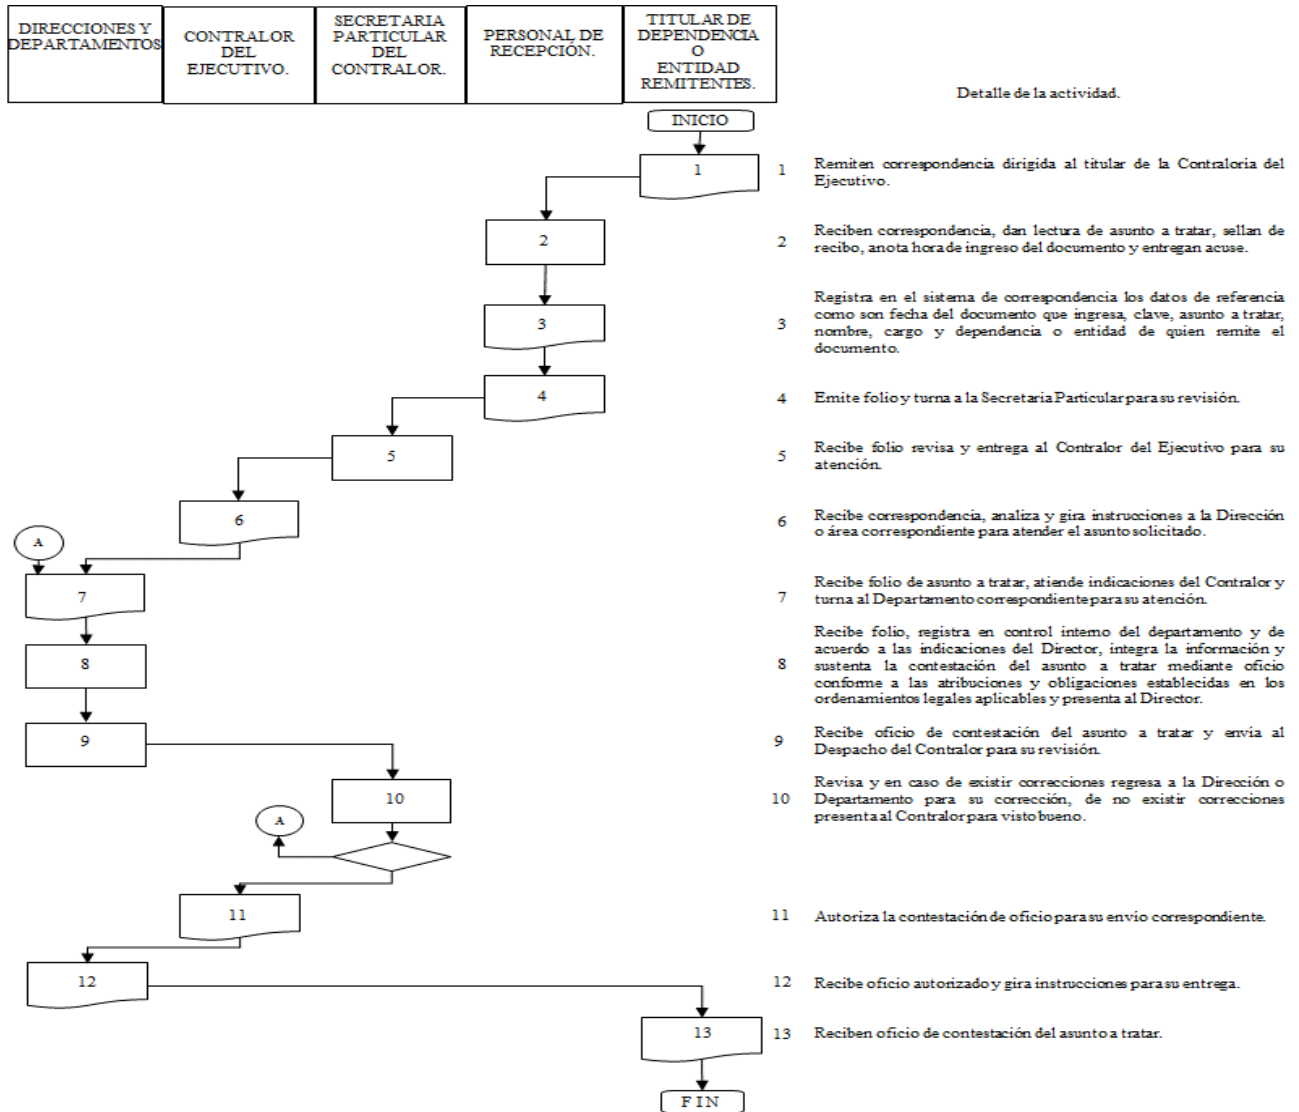 DIRECCIONES Y
DEPARTAMENTOS
CONTRALOR
DEL
EJECUTIVO.
SECRETARIA
PARTICULAR
DEL
CONTRALOR.
PERSONAL DE
RECEPCIÓN.
TITULAR DE
DEPENDENCIA
O
ENTIDAD
REMITENTES.
Detalle de la actividad.
INICIO
1
1 Remiten correspondencia dirigida al titular de la Contraloria del
Ejecutivo.
2
2 Reciben correspondencia, dan lectura de asunto a tratar, sellan de
recibo, anota hora de ingreso del documento y entregan acuse.
3
3 Registra en el sistema de correspondencia los datos de referencia
como son fecha del documento que ingresa, clave, asunto a tratar,
nombre, cargo y dependencia o entidad de quien remite el
documento.
4
4 Emite folio y turna a la Secretaria Particular para su revisión.
5
5 Recibe folio revisa y entrega al Contralor del Ejecutivo para su
atención.
6
6 Recibe correspondencia, analiza y gira instrucciones a la Dirección
o área correspondiente para atender el asunto solicitado.
A
7
7 Recibe folio de asunto a tratar, atiende indicaciones del Contralor y
turna al Departamento correspondiente para su atención.
8
8 Recibe folio, registra en control interno del departamento y de
acuerdo a las indicaciones del Director, integra la información y
sustenta la contestación del asunto a tratar mediante oficio
conforme a las atribuciones y obligaciones establecidas en los
ordenamientos legales aplicables y presenta al Director.
9
9 Recibe oficio de contestación del asunto a tratar y envia al
Despacho del Contralor para su revisión.
10
10 Revisa y en caso de existir correcciones regresa a la Dirección o
Departamento para su corrección, de no existir correcciones
presenta al Contralor para visto bueno.
A
11
11 Autoriza la contestación de oficio para su envio correspondiente.
12
12 Recibe oficio autorizado y gira instrucciones para su entrega.
13
13 Reciben oficio de contestación del asunto a tratar.
F I N